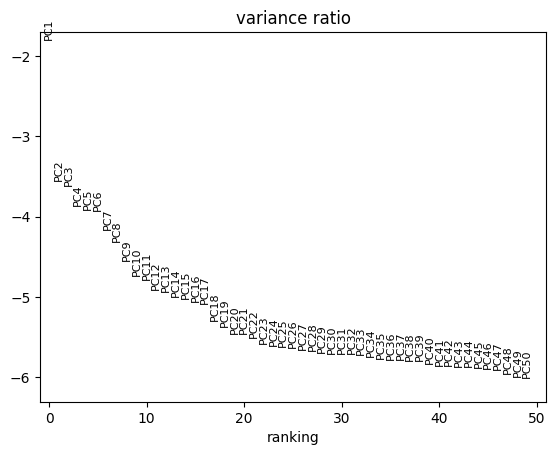 variance ratio
−2
−3
−4
−5
−6
PC1
PC2
PC3
PC4
PC5
PC6
PC7
PC8
PC9
PC10
PC11
PC12
PC13
PC14
PC15
PC16
PC17
PC18
PC19
PC20
PC21
PC22
PC23
PC24
PC25
PC26
PC27
PC28
PC29
PC30
PC31
PC32
PC33
PC34
PC35
PC36
PC37
PC38
PC39
PC40
PC41
PC42
PC43
PC44
PC45
PC46
PC47
PC48
PC49
PC50
0 10 20 30 40 50
ranking